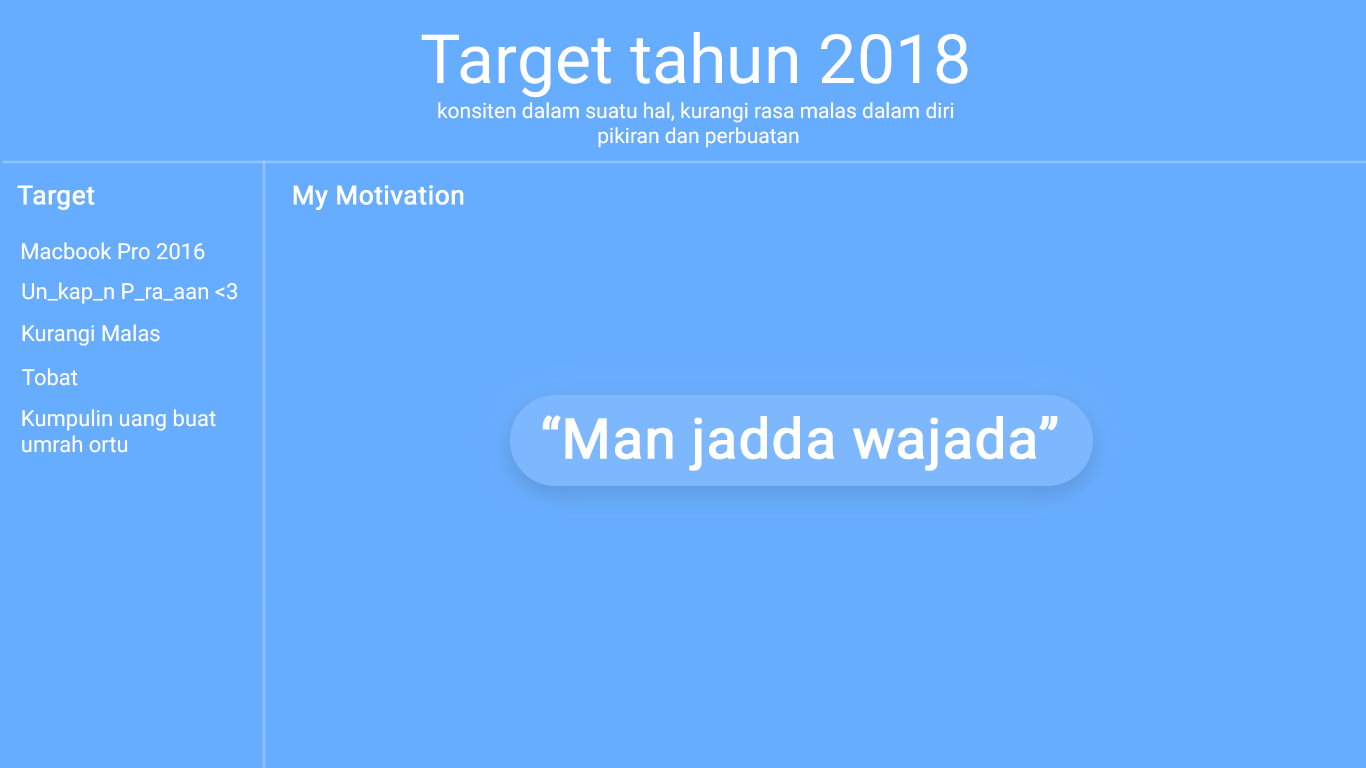 Target tahun 2018
konsiten dalam suatu hal, kurangi rasa malas dalam diri
pikiran dan perbuatan
Target
Macbook Pro 2016
Un_kap_n P_ra_aan <3
Kurangi Malas
Tobat
Kumpulin uang buat
umrah ortu
My Motivation
“Man jadda wajada”